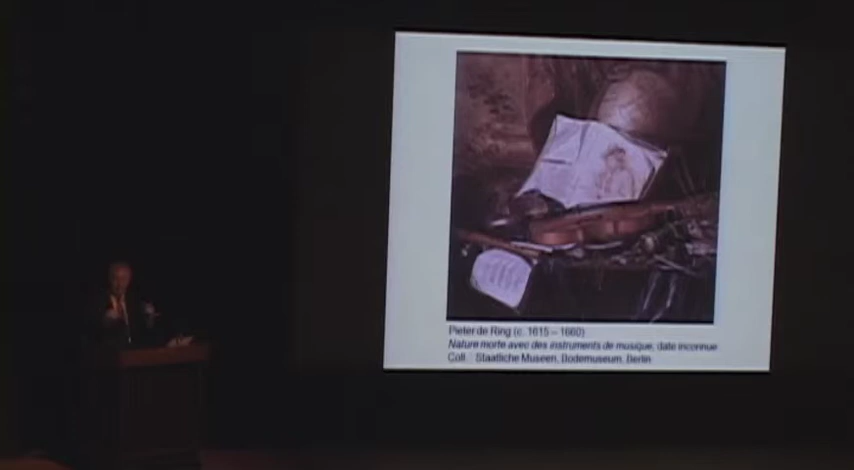 Pieter de Ring (c. 1615 – 1660)
Nature morte avec des instruments de musique, date inconnue
Coll. : Staatliche Museen, Bodemuseum, Berlin